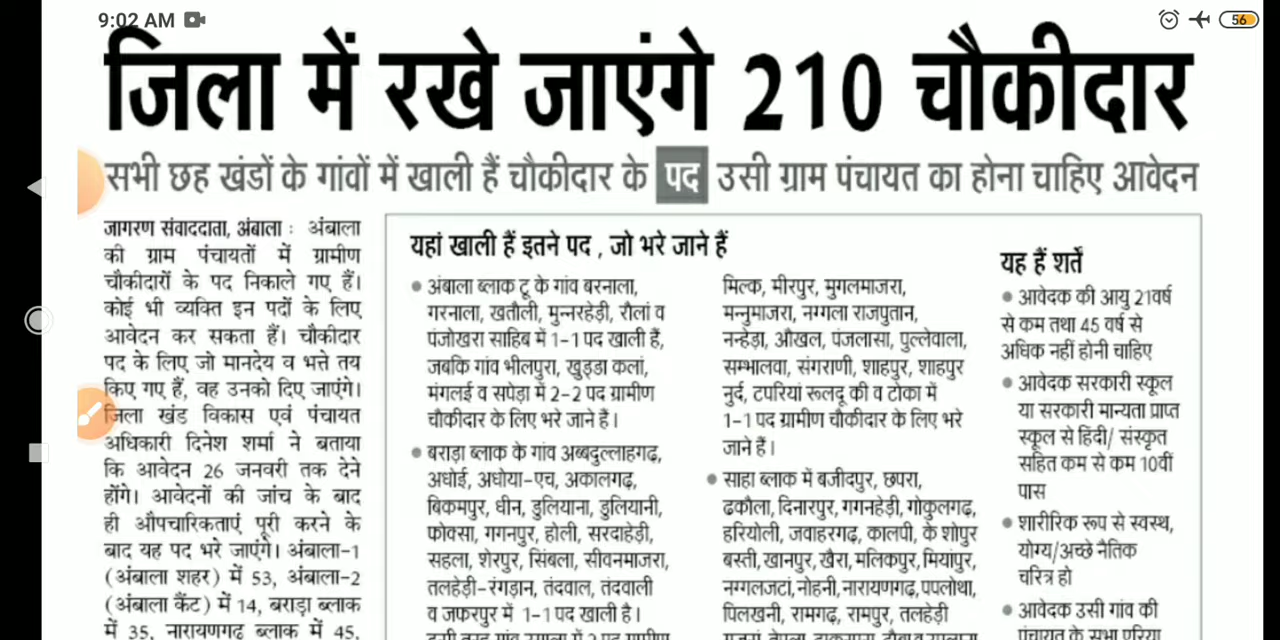 9:02 AM
56
जिला में रखे जाएंगे 210 चौकीदार
सभी छह खंडों के गांवों में खाली हैं चौकीदार के पद उसी ग्राम पंचायत का होना चाहिए आवेदन
जागरण संवाददाता, अंबाला : अंबाला
की ग्राम पंचायतों में ग्रामीण
चौकीदारों के पद निकाले गए हैं।
कोई भी व्यक्ति इन पदों के लिए
आवेदन कर सकता हैं। चौकीदार
पद के लिए जो मानदेय व भत्ते तय
किए गए हैं, वह उनको दिए जाएंगे।
जिला खंड विकास एवं पंचायत
अधिकारी दिनेश शर्मा ने बताया
कि आवेदन 26 जनवरी तक देने
होंगे। आवेदनों की जांच के बाद
ही औपचारिकताएं पूरी करने के
बाद यह पद भरे जाएंगे। अंबाला-1
(अंबाला शहर) में 53, अंबाला-2
(अंबाला कैंट) में 14, बराड़ा ब्लाक
में 35, नारायणगढ़ ब्लाक में 45,
यहां खाली हैं इतने पद , जो भरे जाने हैं
अंबाला ब्लाक टू के गांव बरनाला,
गरनाला, खतौली, मुन्नरहेड़ी, रौलां व
पंजोखरा साहिब में 1-1 पद खाली हैं,
जबकि गांव भीलपुरा, खुड्डा कलां,
मंगलई व सपेड़ा में 2-2 पद ग्रामीण
चौकीदार के लिए भरे जाने हैं।
बराड़ा ब्लाक के गांव अब्बदुल्लाहगढ़,
अधोई, अधोया-एच, अकालगढ़,
बिकमपुर, धीन, डुलियाना, डुलियानी,
फोक्सा, गगनपुर, होली, सरदाहेड़ी,
सहला, शेरपुर, सिंबला, सीवनमाजरा,
तलहेड़ी-रंगड़ान, तंदवाल, तंदवाली
व जफरपुर में 1-1 पद खाली है।
मिल्क, मीरपुर, मुगलमाजरा,
मन्नुमाजरा, नग्गला राजपुतान,
नन्हेड़ा, औखल, पंजलासा, पुल्लेवाला,
सम्भालवा, संगराणी, शाहपुर, शाहपुर
नुर्द, टपरियां रूलदू की व टोका में
1-1 पद ग्रामीण चौकीदार के लिए भरे
जाने हैं।
साहा ब्लाक में बजीदपुर, छपरा,
ढकौला, दिनारपुर, गगनहेड़ी, गोकुलगढ़,
हरियोली, जवाहरगढ़, कालपी, के शोपुर
बस्ती, खानपुर, खैरा, मलिकपुर, मियांपुर,
नग्गलजटां, नोहनी, नारायणगढ़, पपलोथा,
पिलखनी, रामगढ़, रामपुर, तलहेड़ी
यह हैं शर्तें
आवेदक की आयु 21वर्ष
से कम तथा 45 वर्ष से
अधिक नहीं होनी चाहिए
आवेदक सरकारी स्कूल
या सरकारी मान्यता प्राप्त
स्कूल से हिंदी/ संस्कृत
सहित कम से कम 10वीं
पास
शारीरिक रूप से स्वस्थ,
योग्य/अच्छे नैतिक
चरित्र हो
आवेदक उसी गांव की